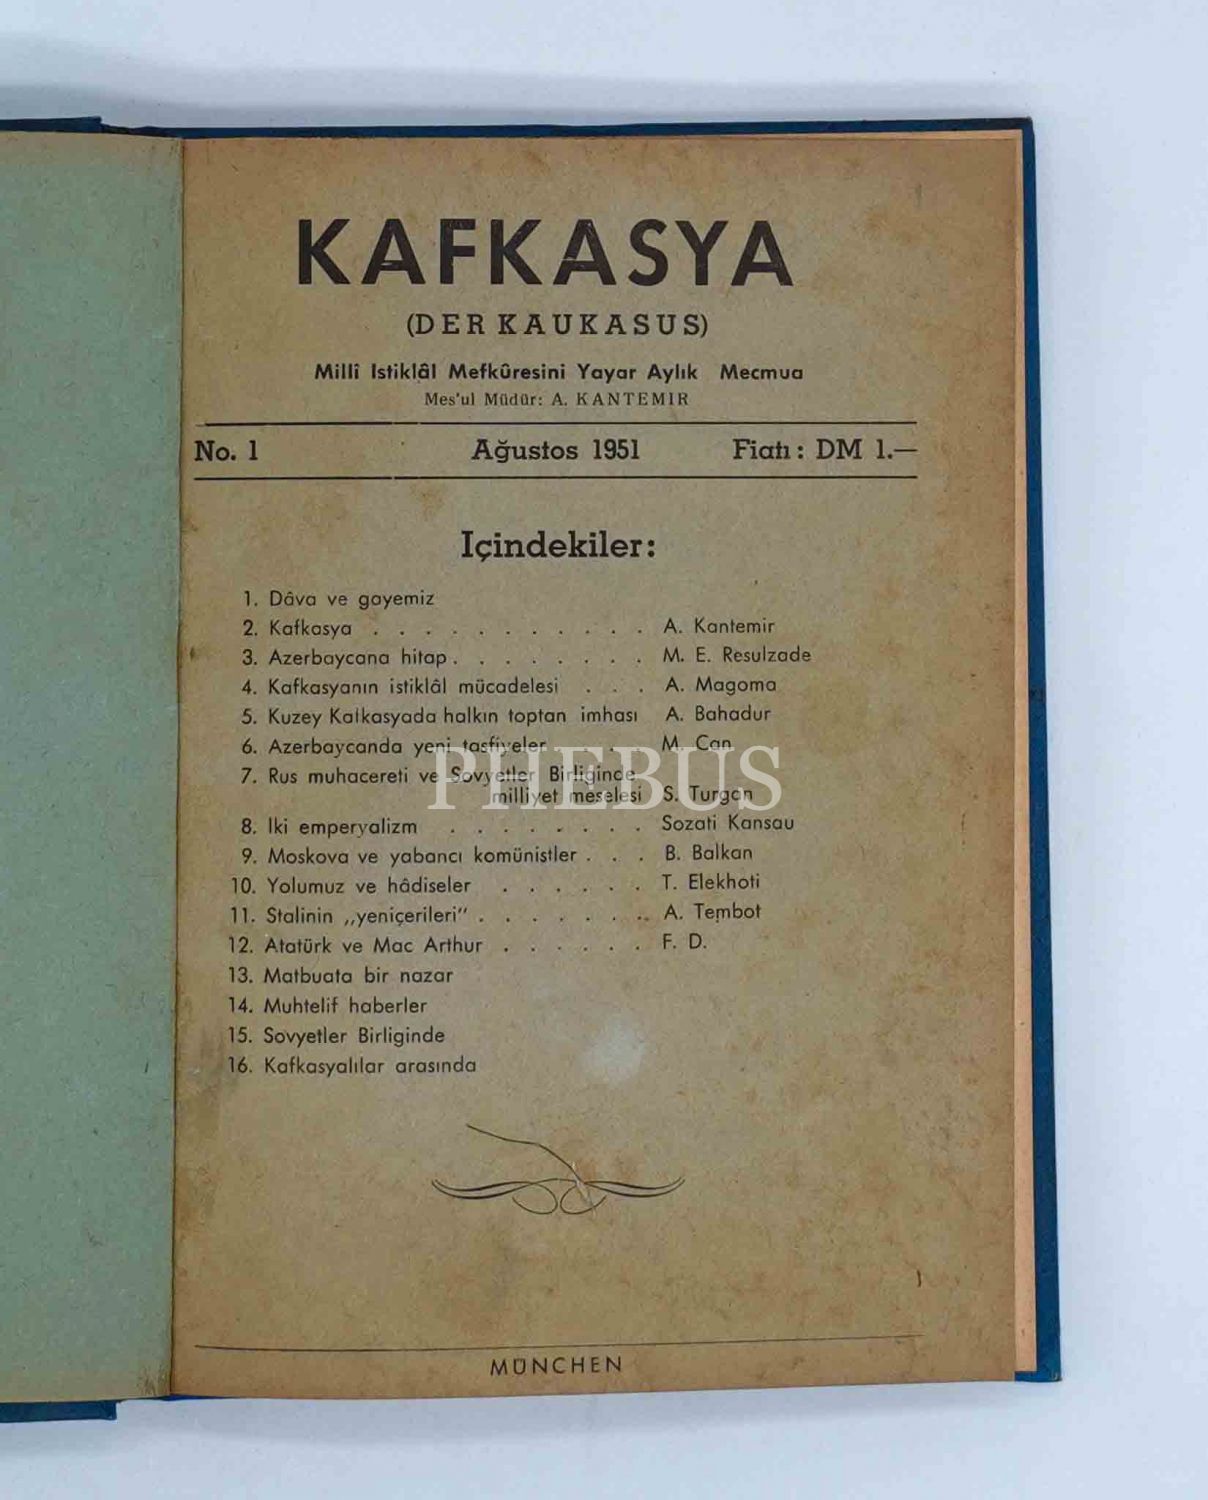 KAFKASYA
(DER KAUKASUS)
Millî Istiklâl Mefkûresini Yayar Aylık Mecmua
Mes'ul Müdür: A. KANTEMIR
No. 1 Ağustos 1951 Fiatı: DM 1.—
Içindekiler:
1. Dâva ve gayemiz
2. Kafkasya . . . . . . . . . . . A. Kantemir
3. Azerbaycana hitap . . . . . . . . M. E. Resulzade
4. Kafkasyanın istiklâl mücadelesi . . . A. Magoma
5. Kuzey Kafkasyada halkın toptan imhası A. Bahadur
6. Azerbaycanda yeni tasfiyeler . . . M. Can
7. Rus muhacereti ve Sovyetler Birliginde
milliyet meselesi S. Turgan
PHEBUS
8. Iki emperyalizm . . . . . . . . Sozati Kansau
9. Moskova ve yabancı komünistler . . . B. Balkan
10. Yolumuz ve hâdiseler . . . . . . T. Elekhoti
11. Stalinin ,,yeniçerileri" . . . . . . . . A. Tembot
12. Atatürk ve Mac Arthur . . . . . . F. D.
13. Matbuata bir nazar
14. Muhtelif haberler
15. Sovyetler Birliginde
16. Kafkasyalılar arasında
MÜNCHEN